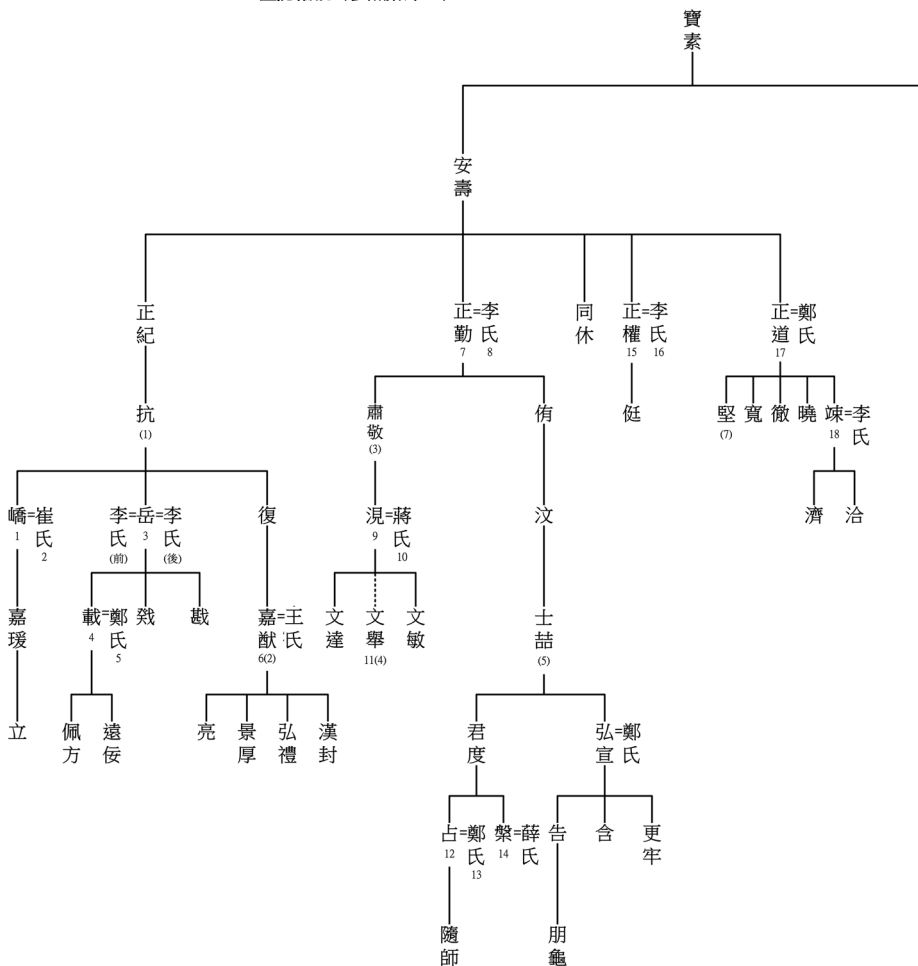 寶素
安壽
正紀
正勤=李氏
7 8
同休
正權=李氏
15 16
正道=鄭氏
17
抗
(1)
肅敬
(3)
侑
侹
堅
(7)
寬
徹
曉
竦=李氏
18
嶠=崔氏
1 2
李氏=岳=李氏
(前) 3 (後)
復
涀=蔣氏
9 10
汶
濟
洽
嘉瑗
載=鄭氏
4 5
戣
戡
嘉猷=王氏
6(2)
文達
文舉
11(4)
文敏
士喆
(5)
立
佩方
遠佞
亮
景厚
弘禮
漢封
君度
弘宣=鄭氏
占=鄭氏
12 13
槃=薛氏
14
告
含
更牢
隨師
朋龜